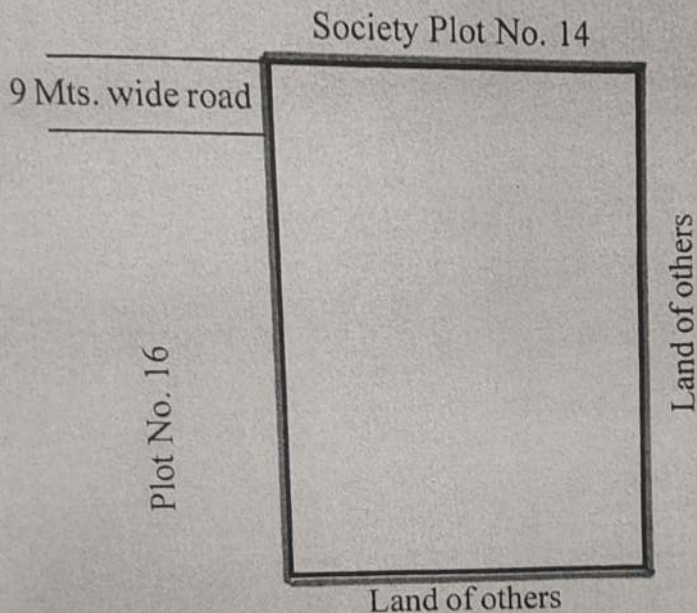 Society Plot No. 14
9 Mts. wide road
Land of others
Plot No. 16
Land of others